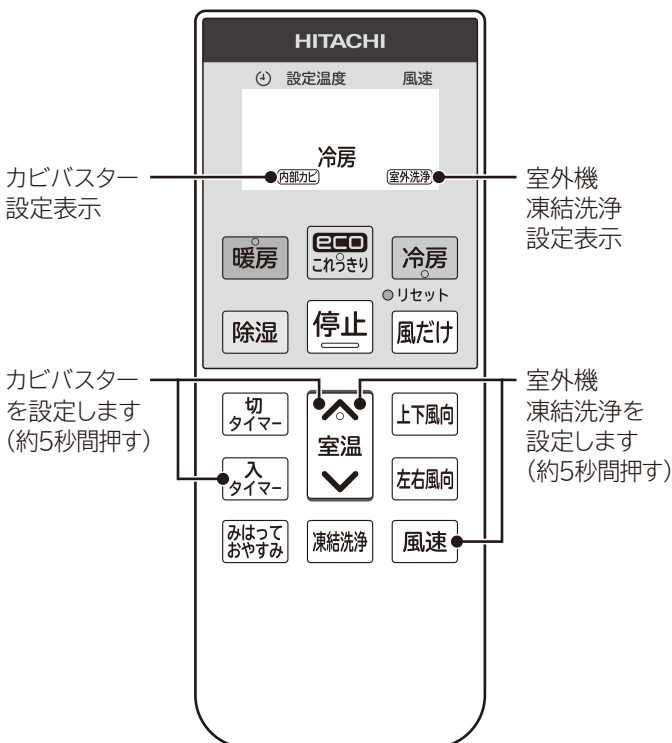 HITACHI
設定温度 風速
冷房
内部カビ 室外洗浄
カビバスター
設定表示
室外機
凍結洗浄
設定表示
暖房
eco
これっきり
冷房
リセット
除湿
停止
風だけ
カビバスター
を設定します
(約5秒間押す)
室外機
凍結洗浄を
設定します
(約5秒間押す)
切
タイマー
室温
上下風向
入
タイマー
左右風向
みはって
おやすみ
凍結洗浄
風速